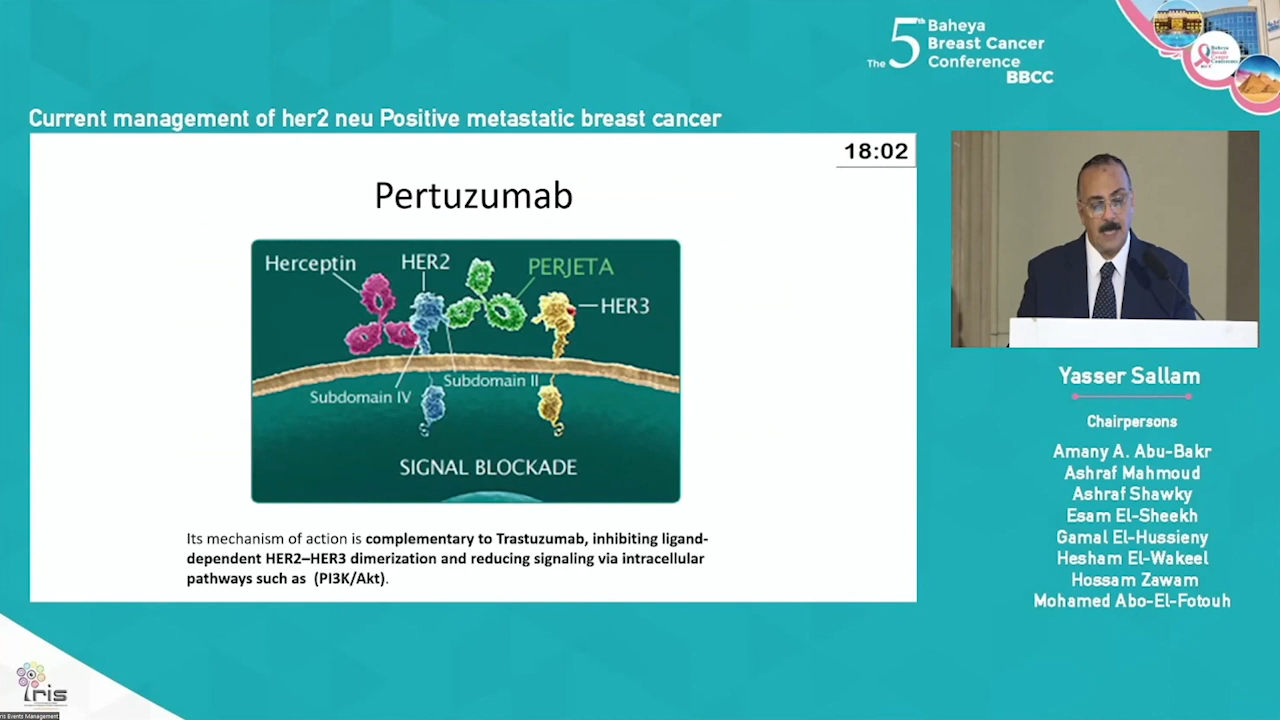 The 5th Baheya
Breast Cancer
Conference
BBCC
Current management of her2 neu Positive metastatic breast cancer
18:02
Pertuzumab
Herceptin
HER2
PERJETA
HER3
Subdomain II
Subdomain IV
SIGNAL BLOCKADE
Its mechanism of action is complementary to Trastuzumab, inhibiting ligand-
dependent HER2–HER3 dimerization and reducing signaling via intracellular
pathways such as (PI3K/Akt).
Yasser Sallam
Chairpersons
Amany A. Abu-Bakr
Ashraf Mahmoud
Ashraf Shawky
Esam El-Sheekh
Gamal El-Hussieny
Hesham El-Wakeel
Hossam Zawam
Mohamed Abo-El-Fotouh
Iris
Iris Events Management